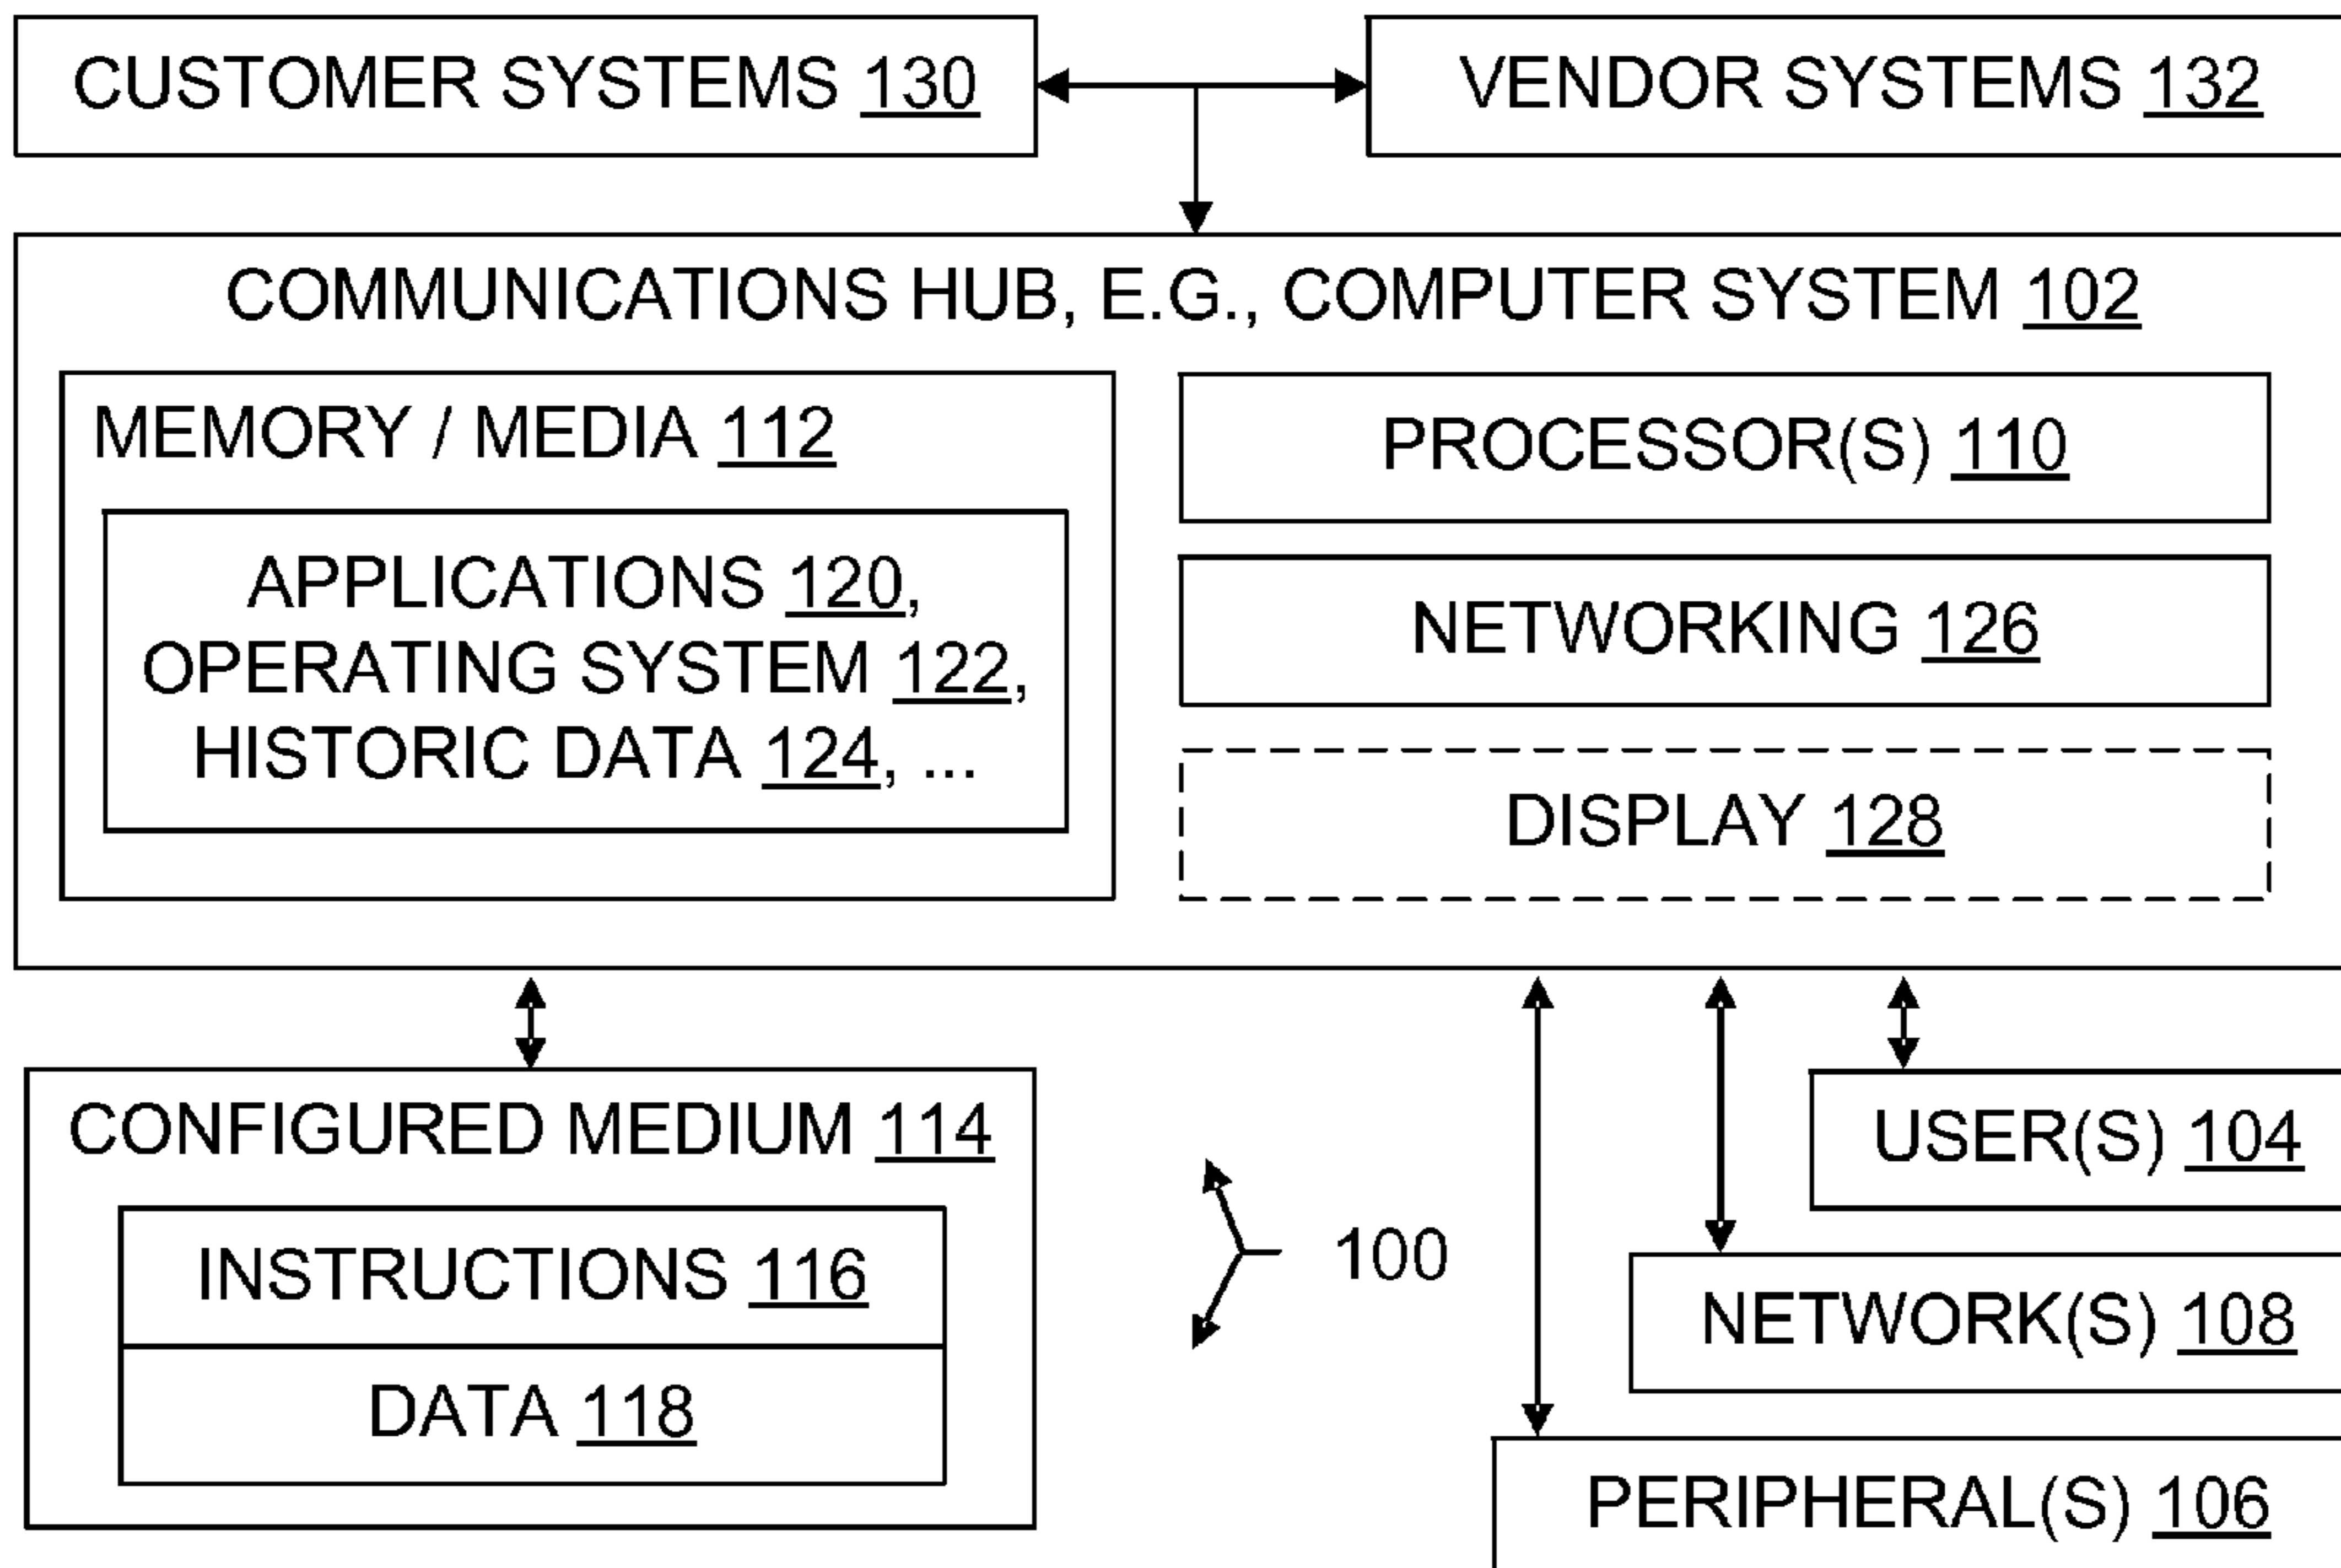 CUSTOMER SYSTEMS 130
VENDOR SYSTEMS 132
COMMUNICATIONS HUB, E.G., COMPUTER SYSTEM 102
MEMORY / MEDIA 112
APPLICATIONS 120,
OPERATING SYSTEM 122,
HISTORIC DATA 124, ...
PROCESSOR(S) 110
NETWORKING 126
DISPLAY 128
CONFIGURED MEDIUM 114
INSTRUCTIONS 116
DATA 118
100
USER(S) 104
NETWORK(S) 108
PERIPHERAL(S) 106